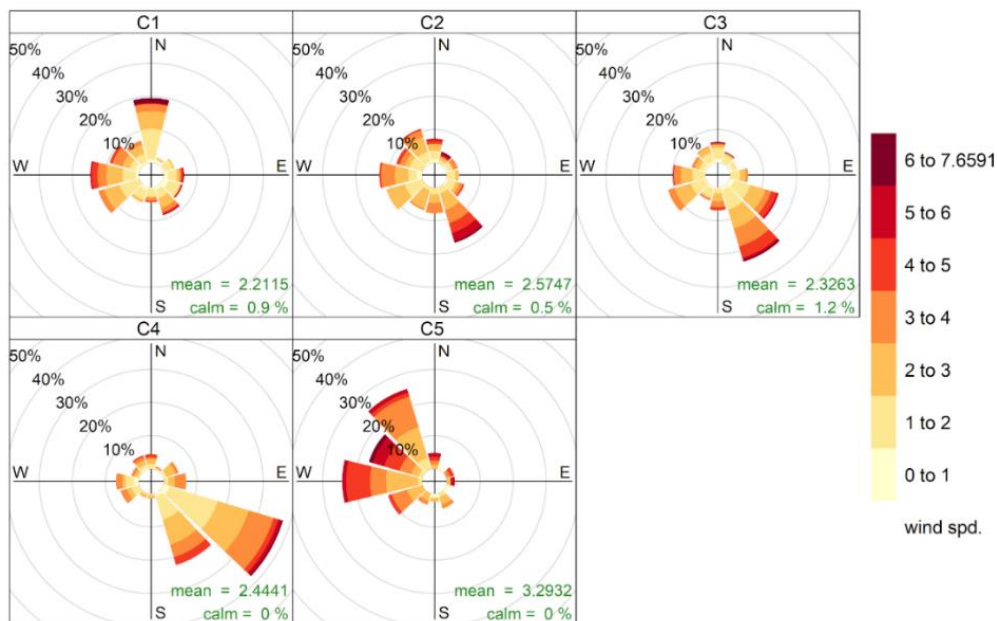 C1
C2
C3
N
50%
40%
30%
20%
10%
W
E
S
mean = 2.2115
calm = 0.9 %
N
50%
40%
30%
20%
10%
W
E
S
mean = 2.5747
calm = 0.5 %
N
50%
40%
30%
20%
10%
W
E
S
mean = 2.3263
calm = 1.2 %
C4
C5
N
50%
40%
30%
20%
10%
W
E
S
mean = 2.4441
calm = 0 %
N
50%
40%
30%
20%
10%
W
E
S
mean = 3.2932
calm = 0 %
6 to 7.6591
5 to 6
4 to 5
3 to 4
2 to 3
1 to 2
0 to 1
wind spd.